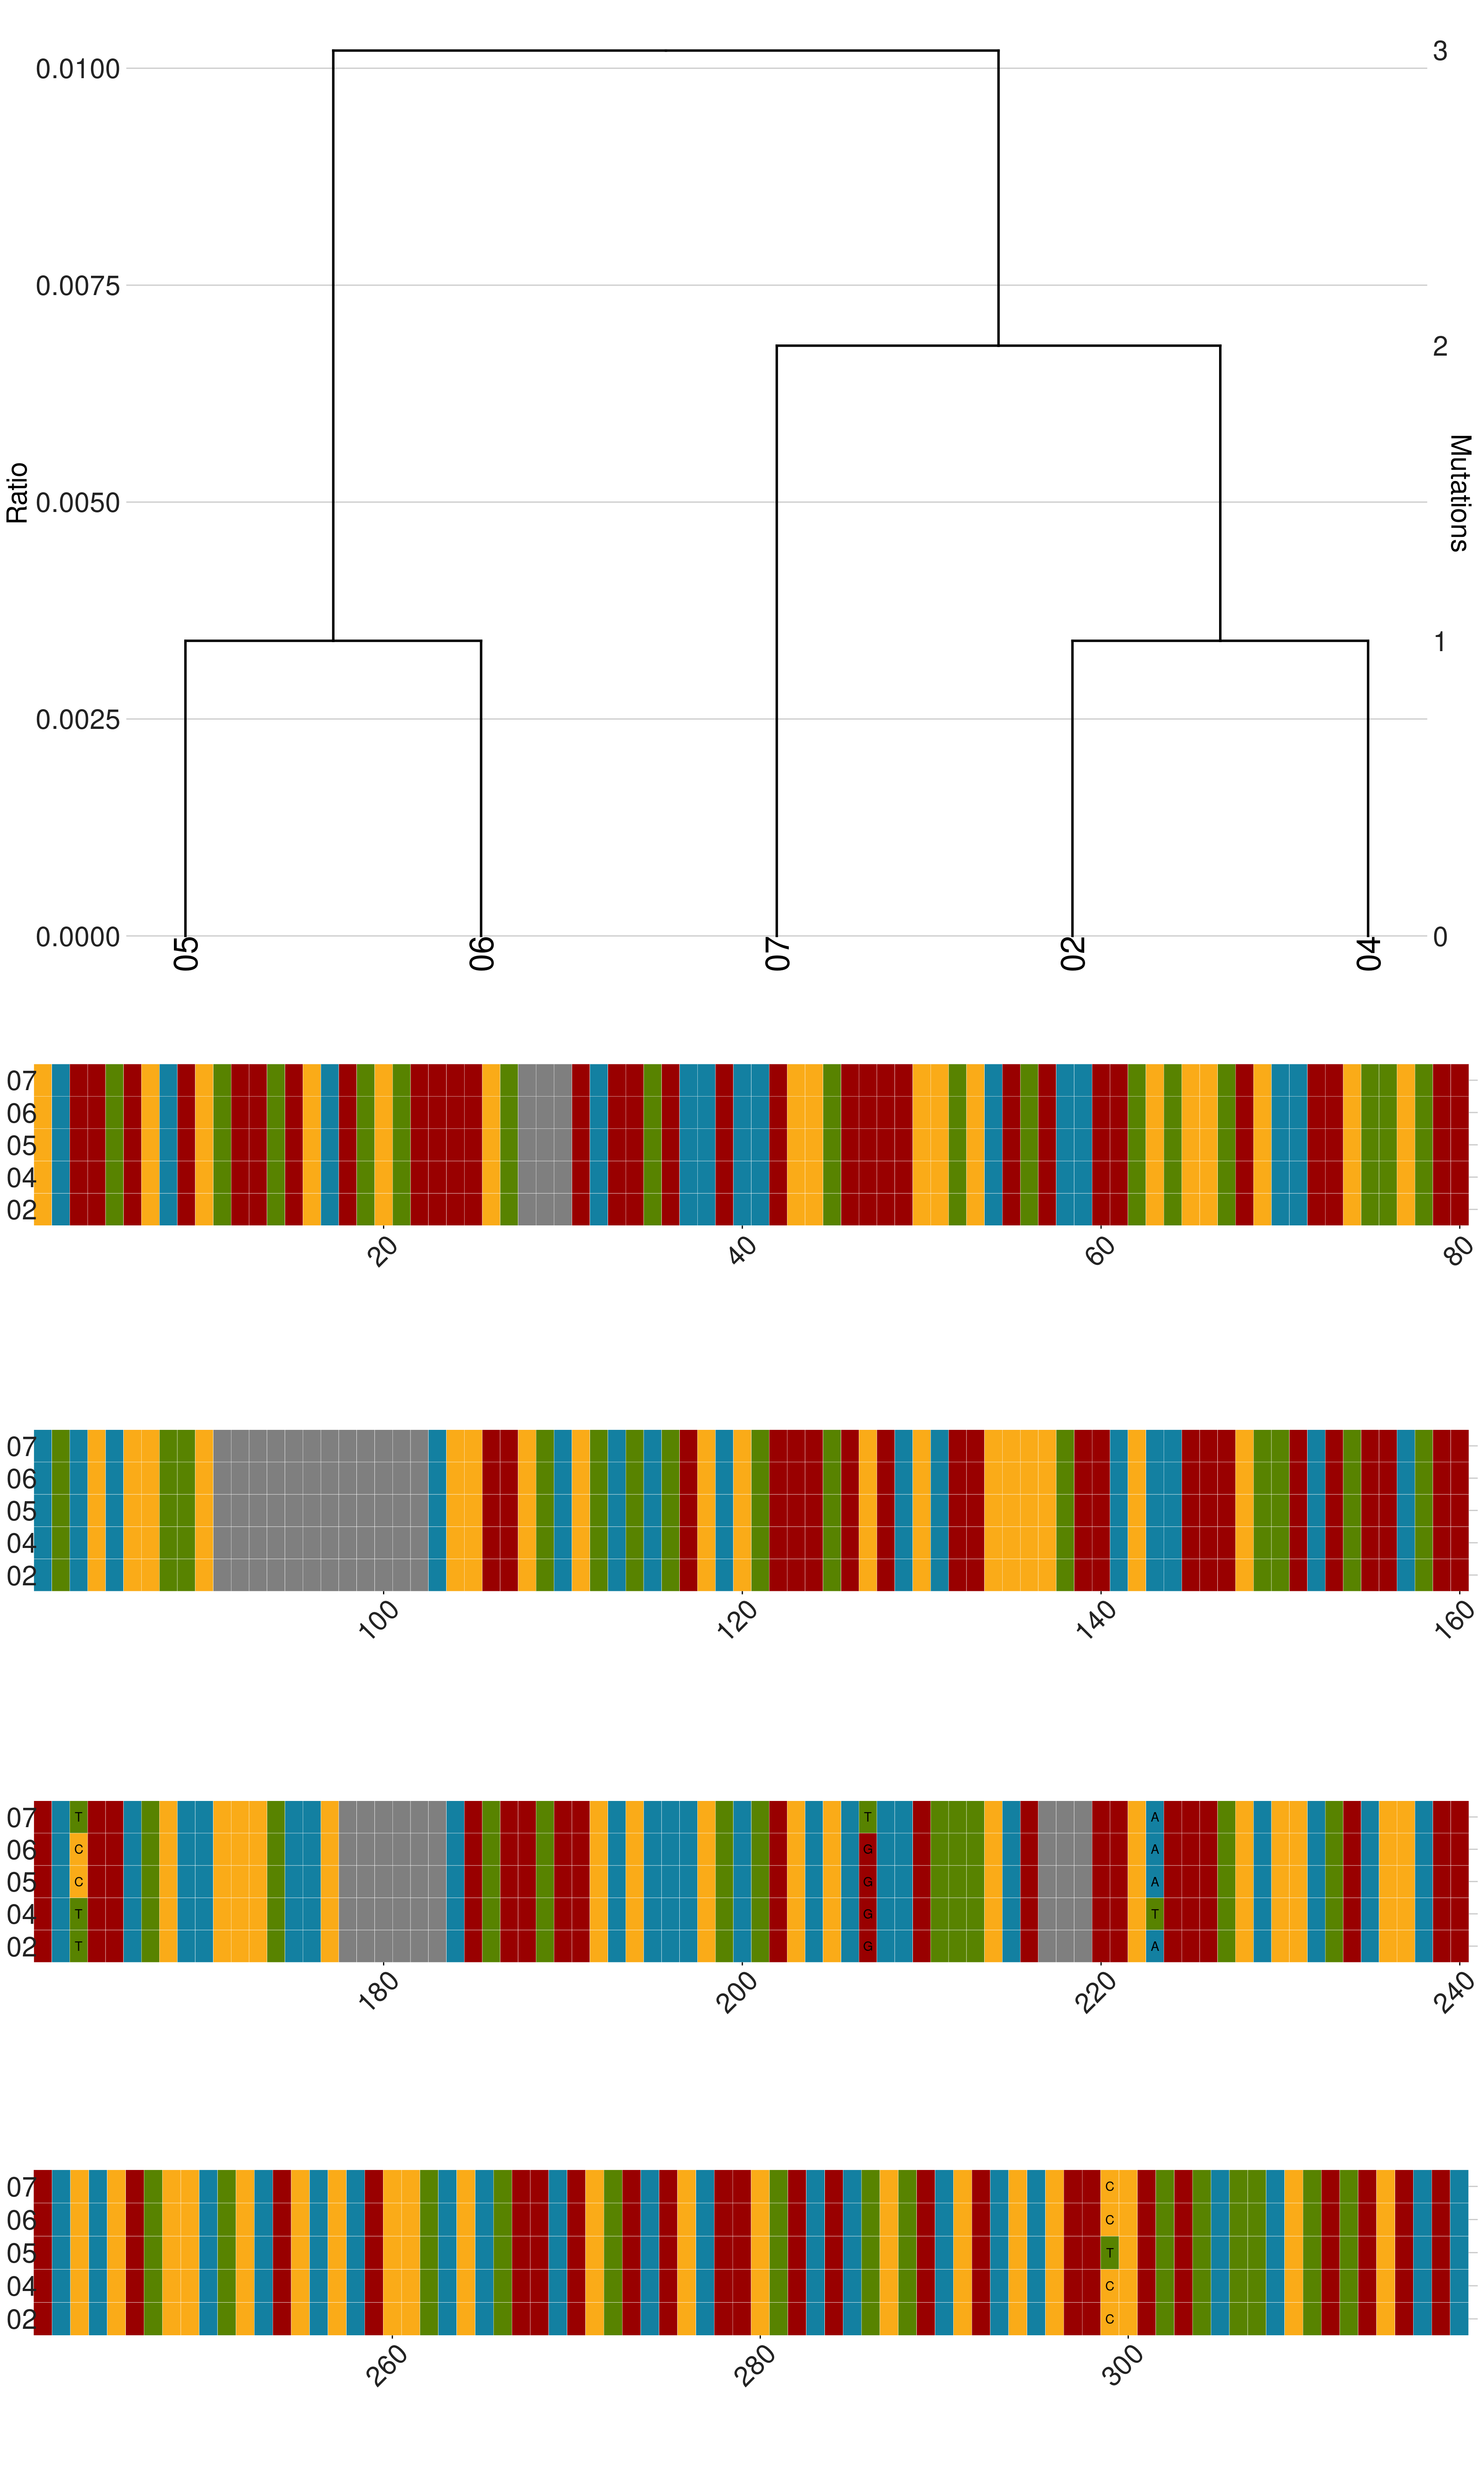 0.0100
0.0075
0.0050
0.0025
0.0000
Ratio
3
2
1
0
Mutations
05 06 07 02 04
07
06
05
04
02
20 40 60 80
07
06
05
04
02
100 120 140 160
07 T T A
06 C G A
05 C G A
04 T G T
02 T G A
180 200 220 240
07 C
06 C
05 T
04 C
02 C
260 280 300